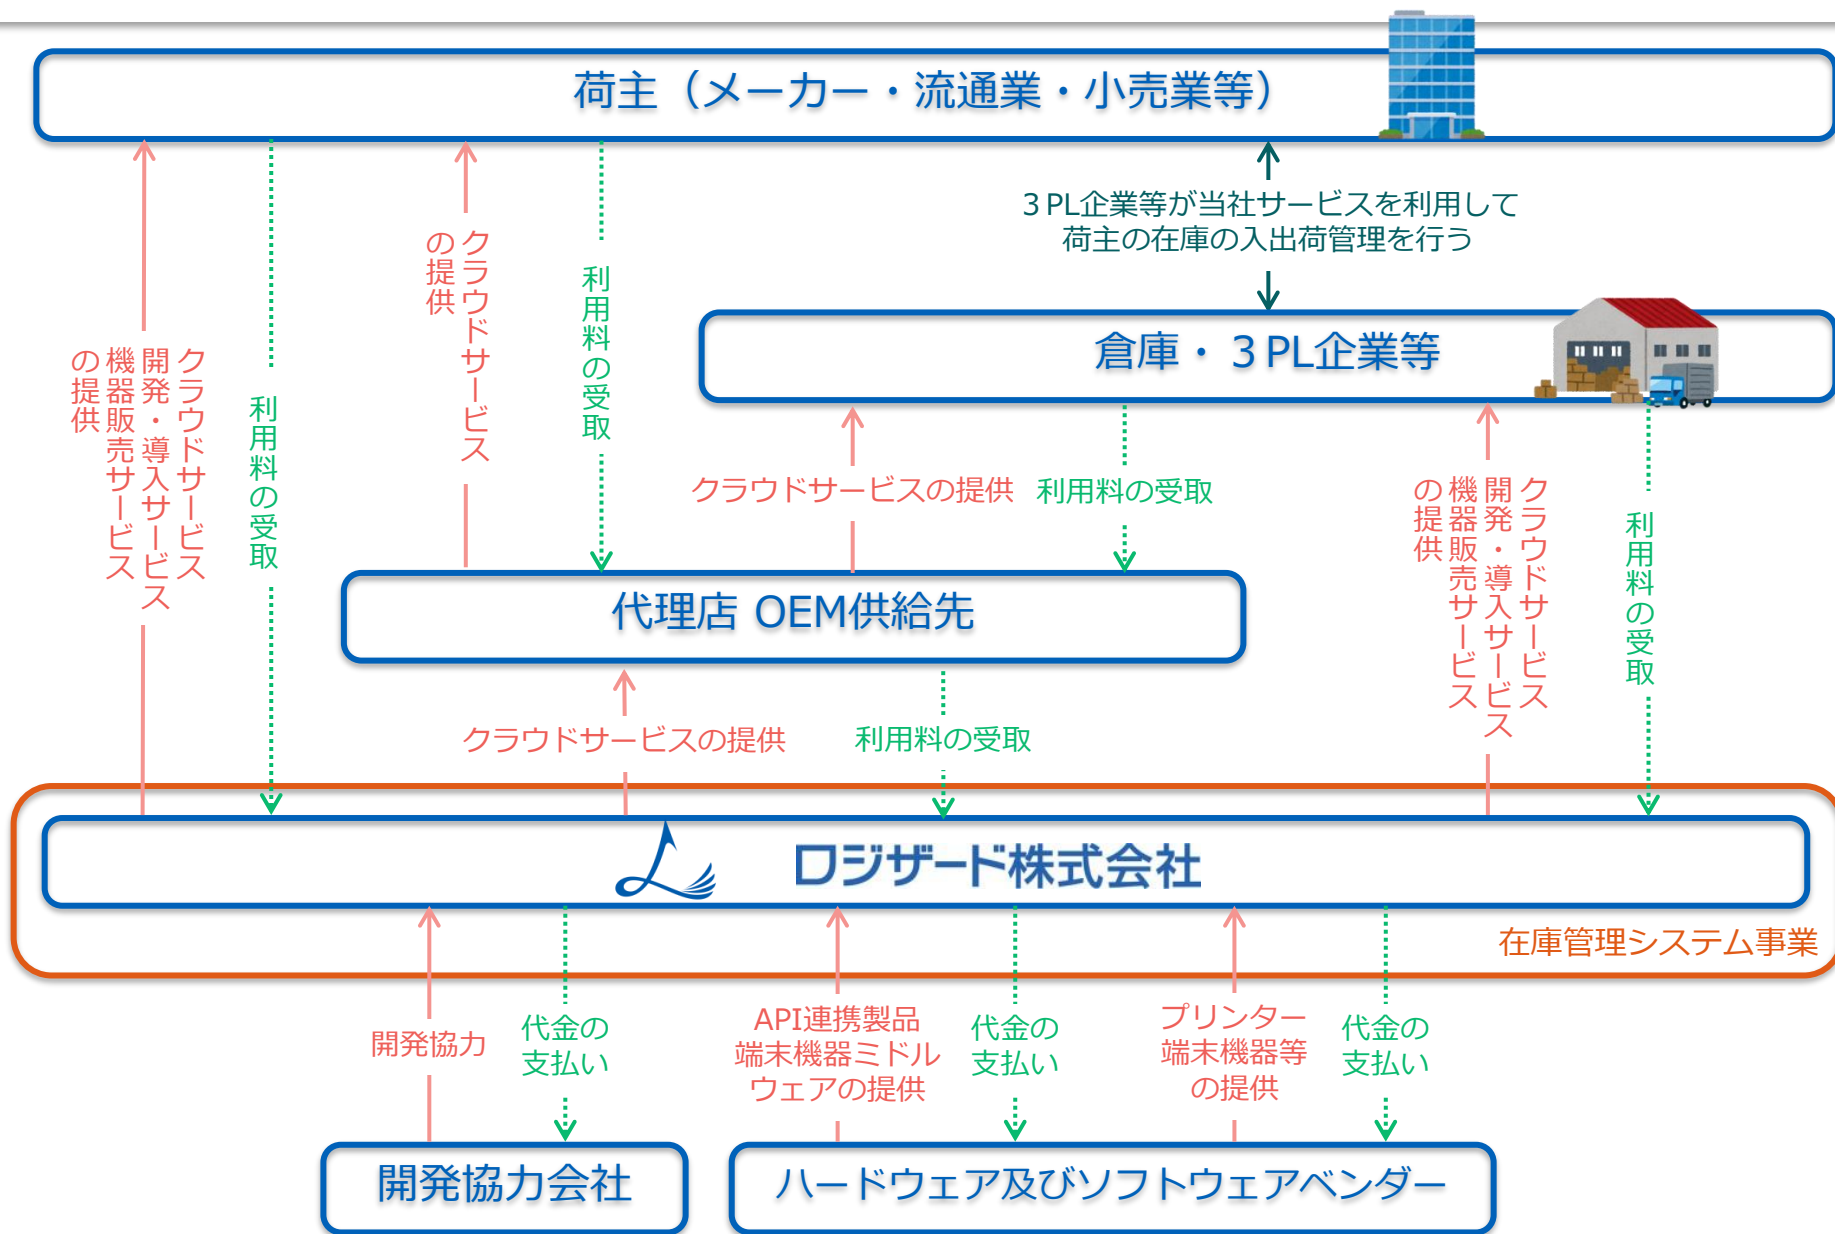 荷主（メーカー・流通業・小売業等）
３PL企業等が当社サービスを利用して
荷主の在庫の入出荷管理を行う
クラウドサービス
の提供
利用料の受取
倉庫・３PL企業等
クラウドサービス
開発・導入サービス
機器販売サービス
の提供
利用料の受取
クラウドサービスの提供
利用料の受取
クラウドサービス
開発・導入サービス
機器販売サービス
の提供
利用料の受取
代理店 OEM供給先
クラウドサービスの提供
利用料の受取
ロジザード株式会社
在庫管理システム事業
開発協力
代金の
支払い
API連携製品
端末機器ミドル
ウェアの提供
代金の
支払い
プリンター
端末機器等
の提供
代金の
支払い
開発協力会社
ハードウェア及びソフトウェアベンダー